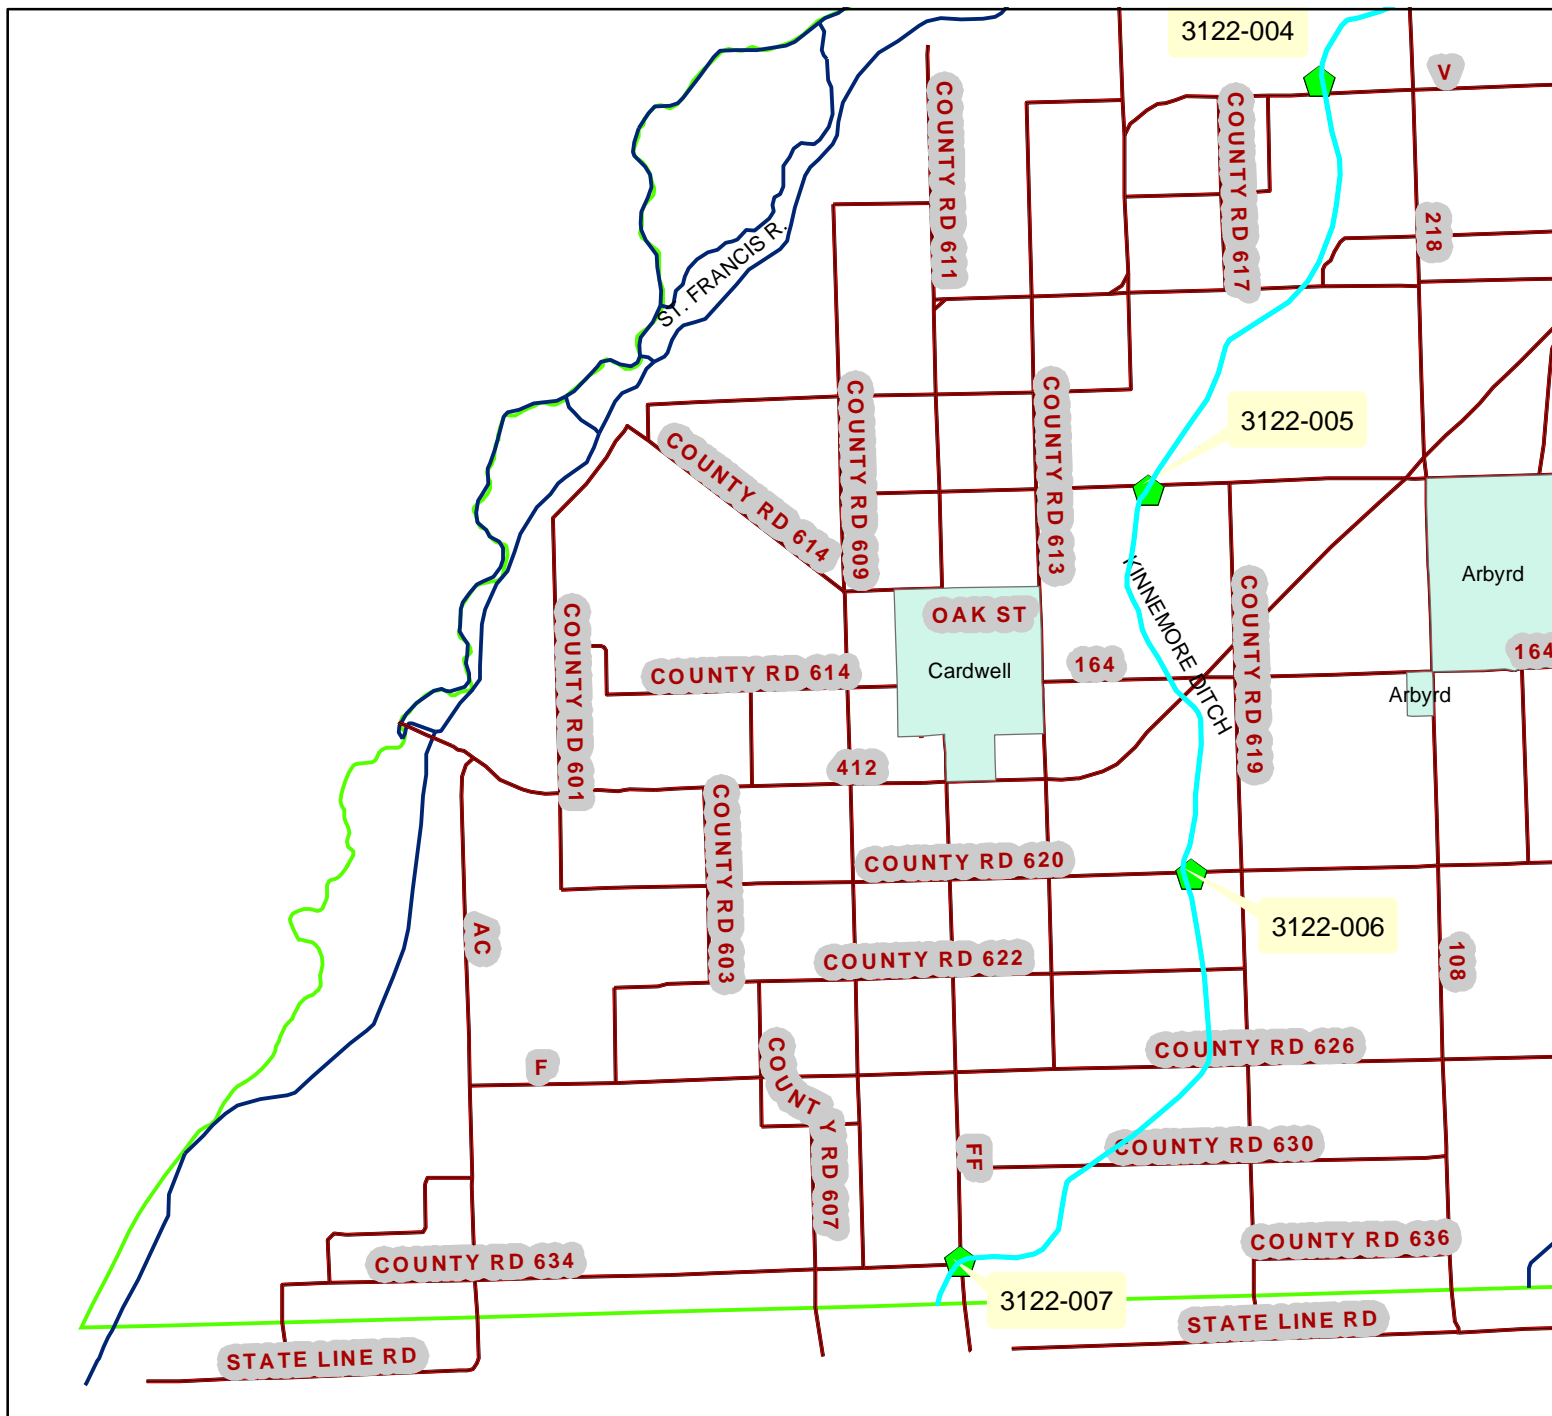 3122-004
V
COUNTY RD 611
COUNTY RD 617
218
ST. FRANCIS R.
COUNTY RD 609
COUNTY RD 613
3122-005
COUNTY RD 614
KINNEMORE DITCH
Arbyrd
COUNTY RD 601
OAK ST
COUNTY RD 619
COUNTY RD 614
Cardwell
164
164
Arbyrd
412
COUNTY RD 603
COUNTY RD 620
3122-006
AC
COUNTY RD 622
108
F
COUNTY RD 607
COUNTY RD 626
FF
COUNTY RD 630
COUNTY RD 634
COUNTY RD 636
3122-007
STATE LINE RD
STATE LINE RD